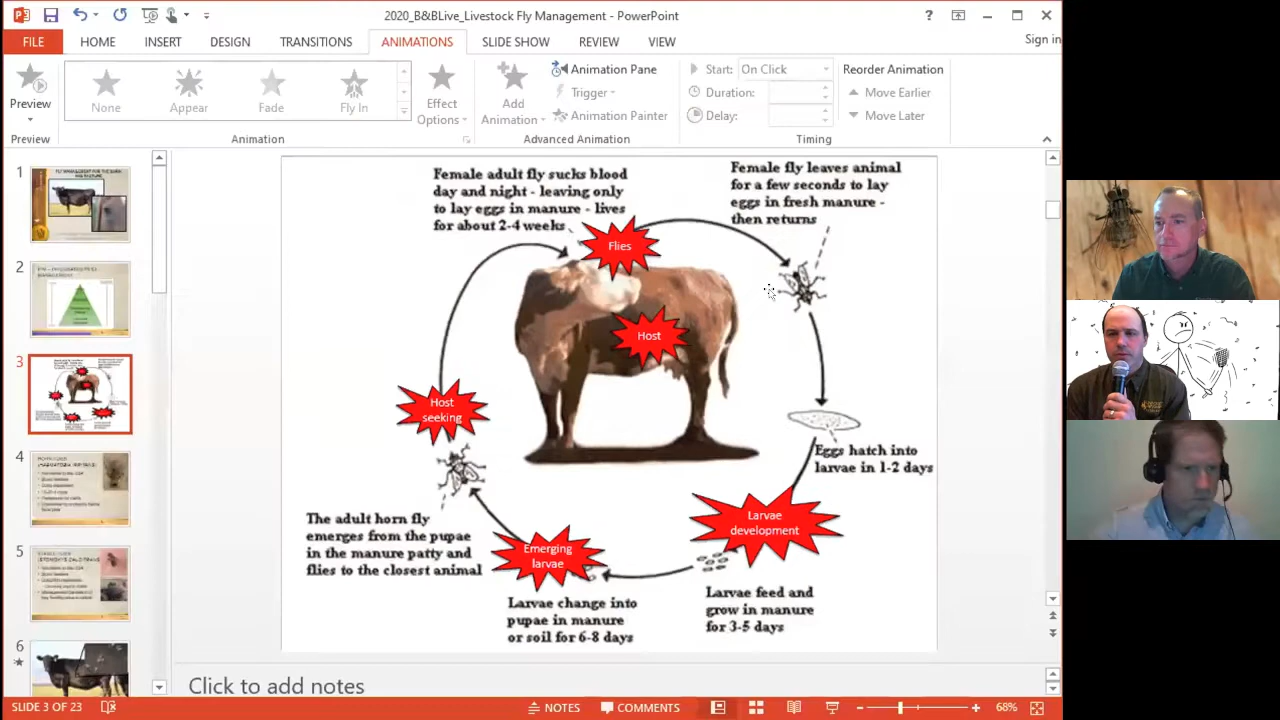 2020_B&BLive_Livestock Fly Management - PowerPoint
?
FILE
HOME
INSERT
DESIGN
TRANSITIONS
ANIMATIONS
SLIDE SHOW
REVIEW
VIEW
Sign in
Preview
None
Appear
Fade
Fly In
Effect
Options
Add
Animation
Animation Pane
Trigger
Animation Painter
Start: On Click
Duration:
Delay:
Reorder Animation
Move Earlier
Move Later
Preview
Animation
Advanced Animation
Timing
1
2
3
4
5
6
Female adult fly sucks blood
day and night - leaving only
to lay eggs in manure - lives
for about 2-4 weeks
Female fly leaves animal
for a few seconds to lay
eggs in fresh manure -
then returns
Flies
Host
Host
seeking
Eggs hatch into
larvae in 1-2 days
Larvae
development
The adult horn fly
emerges from the pupae
in the manure patty and
flies to the closest animal
Emerging
larvae
Larvae change into
pupae in manure
or soil for 6-8 days
Larvae feed and
grow in manure
for 3-5 days
Click to add notes
SLIDE 3 OF 23
NOTES
COMMENTS
68%